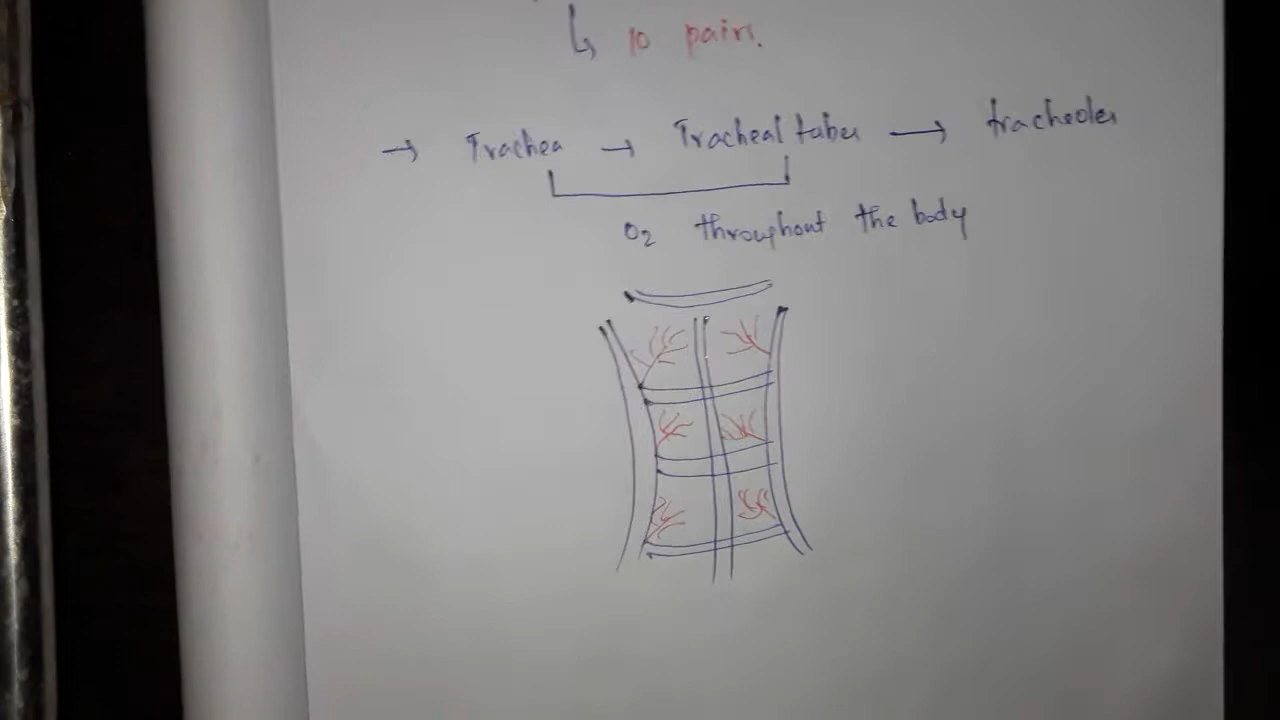 ↳ 10 pairs.
→ Trachea → Tracheal tubes → tracheoles
O2 throughout the body